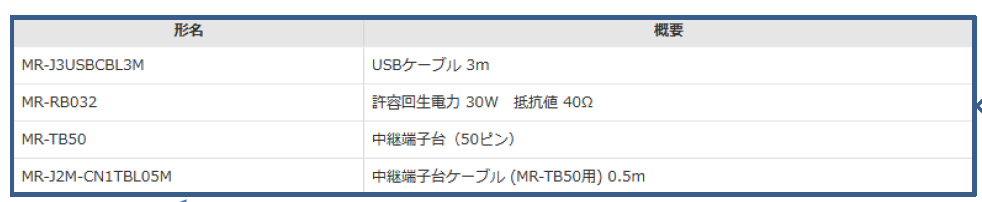 形名 概要
MR-J3USBCBL3M USBケーブル 3m
MR-RB032 許容回生電力 30W　抵抗値 40Ω
MR-TB50 中継端子台（50ピン）
MR-J2M-CN1TBL05M 中継端子台ケーブル (MR-TB50用) 0.5m